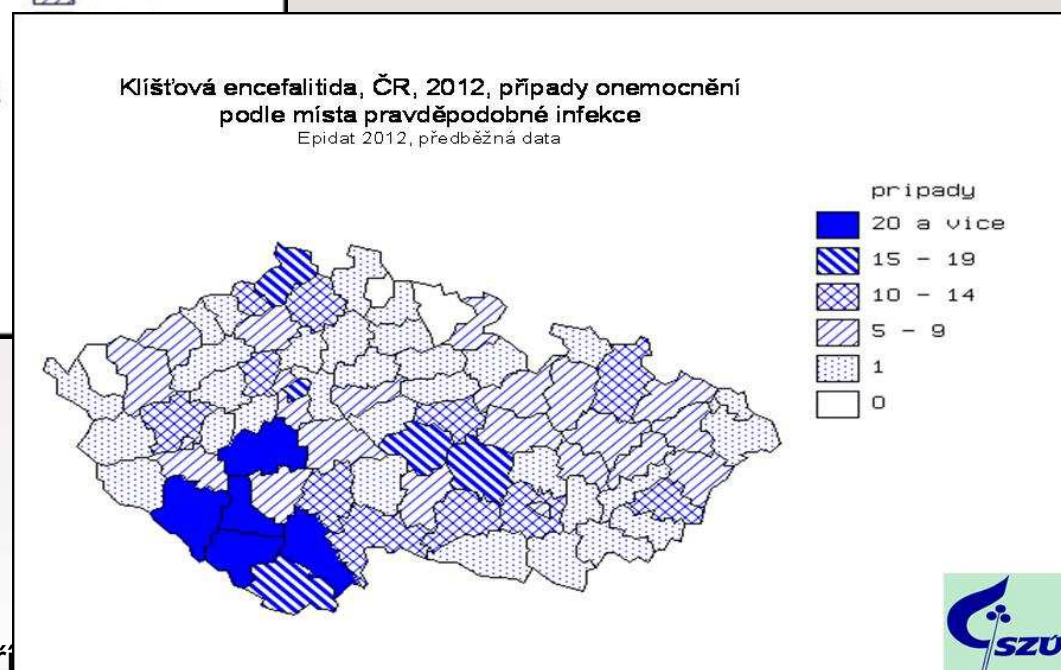 Klíšťová encefalitida, ČR, 2012, případy onemocnění
podle místa pravděpodobné infekce
Epidat 2012, předběžná data
pripady
20 a vice
15 - 19
10 - 14
5 - 9
1
0
SZÚ